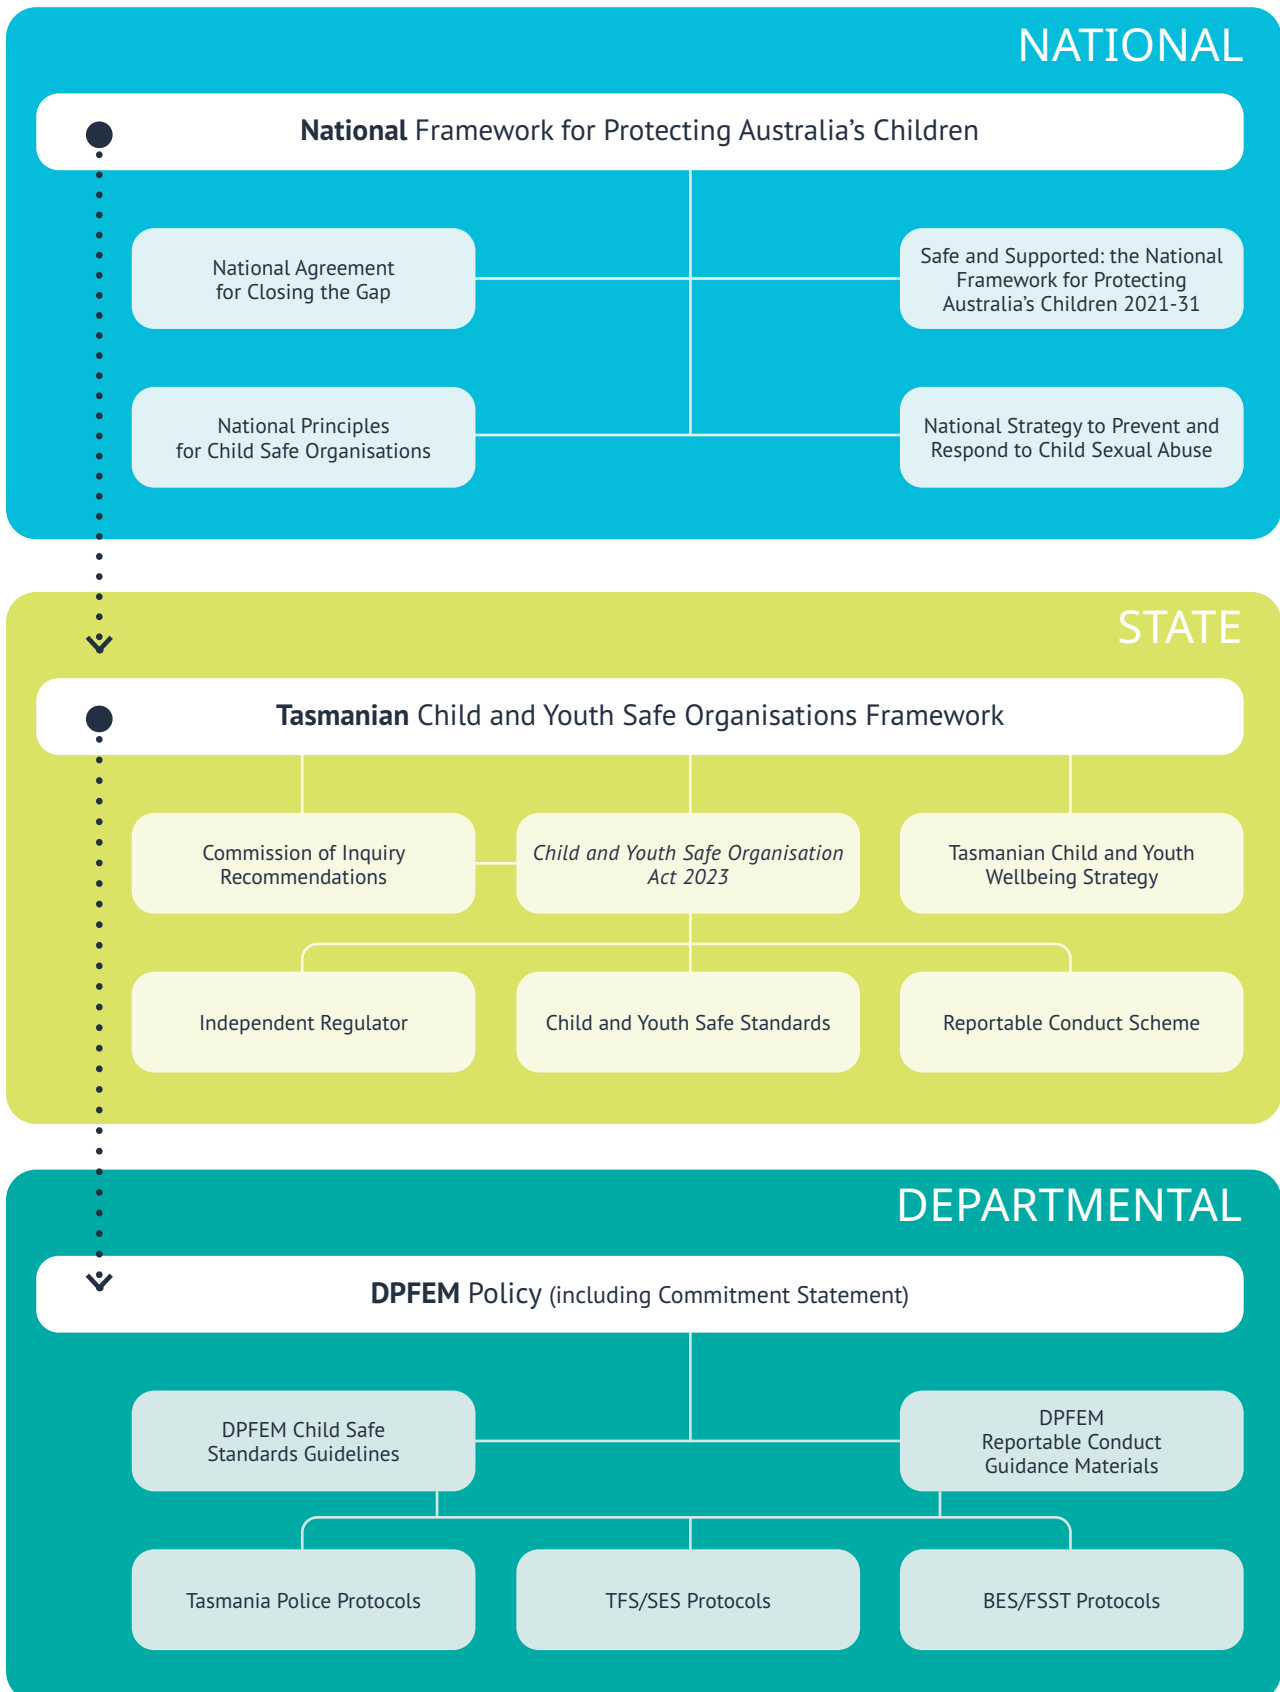 NATIONAL
National Framework for Protecting Australia’s Children
National Agreement
for Closing the Gap
Safe and Supported: the National
Framework for Protecting
Australia’s Children 2021-31
National Principles
for Child Safe Organisations
National Strategy to Prevent and
Respond to Child Sexual Abuse
STATE
Tasmanian Child and Youth Safe Organisations Framework
Commission of Inquiry
Recommendations
Child and Youth Safe Organisation
Act 2023
Tasmanian Child and Youth
Wellbeing Strategy
Independent Regulator
Child and Youth Safe Standards
Reportable Conduct Scheme
DEPARTMENTAL
DPFEM Policy (including Commitment Statement)
DPFEM Child Safe
Standards Guidelines
DPFEM
Reportable Conduct
Guidance Materials
Tasmania Police Protocols
TFS/SES Protocols
BES/FSST Protocols